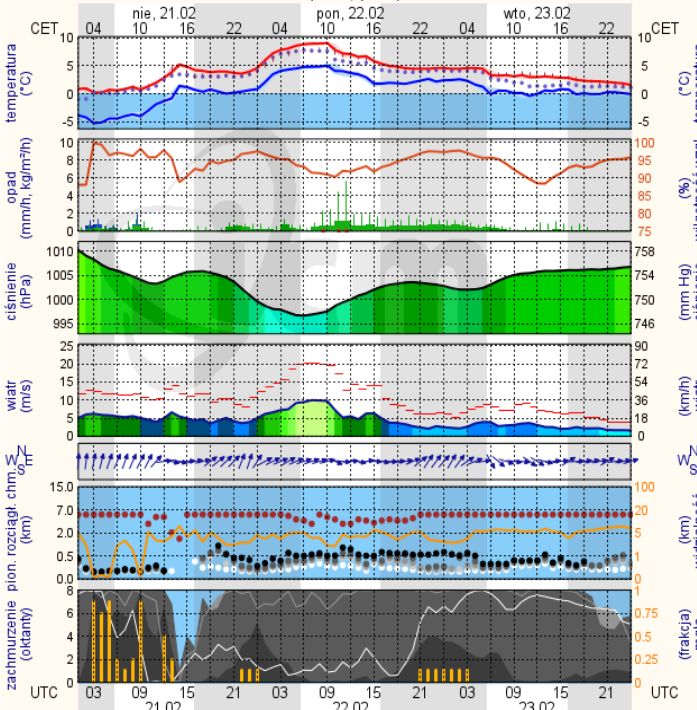 nie, 21.02 pon, 22.02 wto, 23.02
CET 04 10 16 22 04 10 16 22 04 10 16 22 CET
temperatura
(°C)
10
5
0
-5
10
5
0
-5
(°C)
opad
(mm/h, kg/m²/h)
10
8
6
4
2
0
100
95
90
85
80
75
(%)
ciśnienie
(hPa)
1010
1005
1000
995
758
754
750
746
(mm Hg)
wiatr
(m/s)
25
20
15
10
5
0
90
72
54
36
18
0
(km/h)
N
W E
S
N
W
S
pion. rozciągł. chm.
(km)
15.0
7.0
2.0
0.5
0.0
100
20
5
1
0
(km)
zachmurzenie
(oktanty)
8
6
4
2
0
1
0.75
0.5
0.25
0
(frakcja)
UTC 03 09 15 21 03 09 15 21 03 09 15 21 UTC
21.02 22.02 23.02